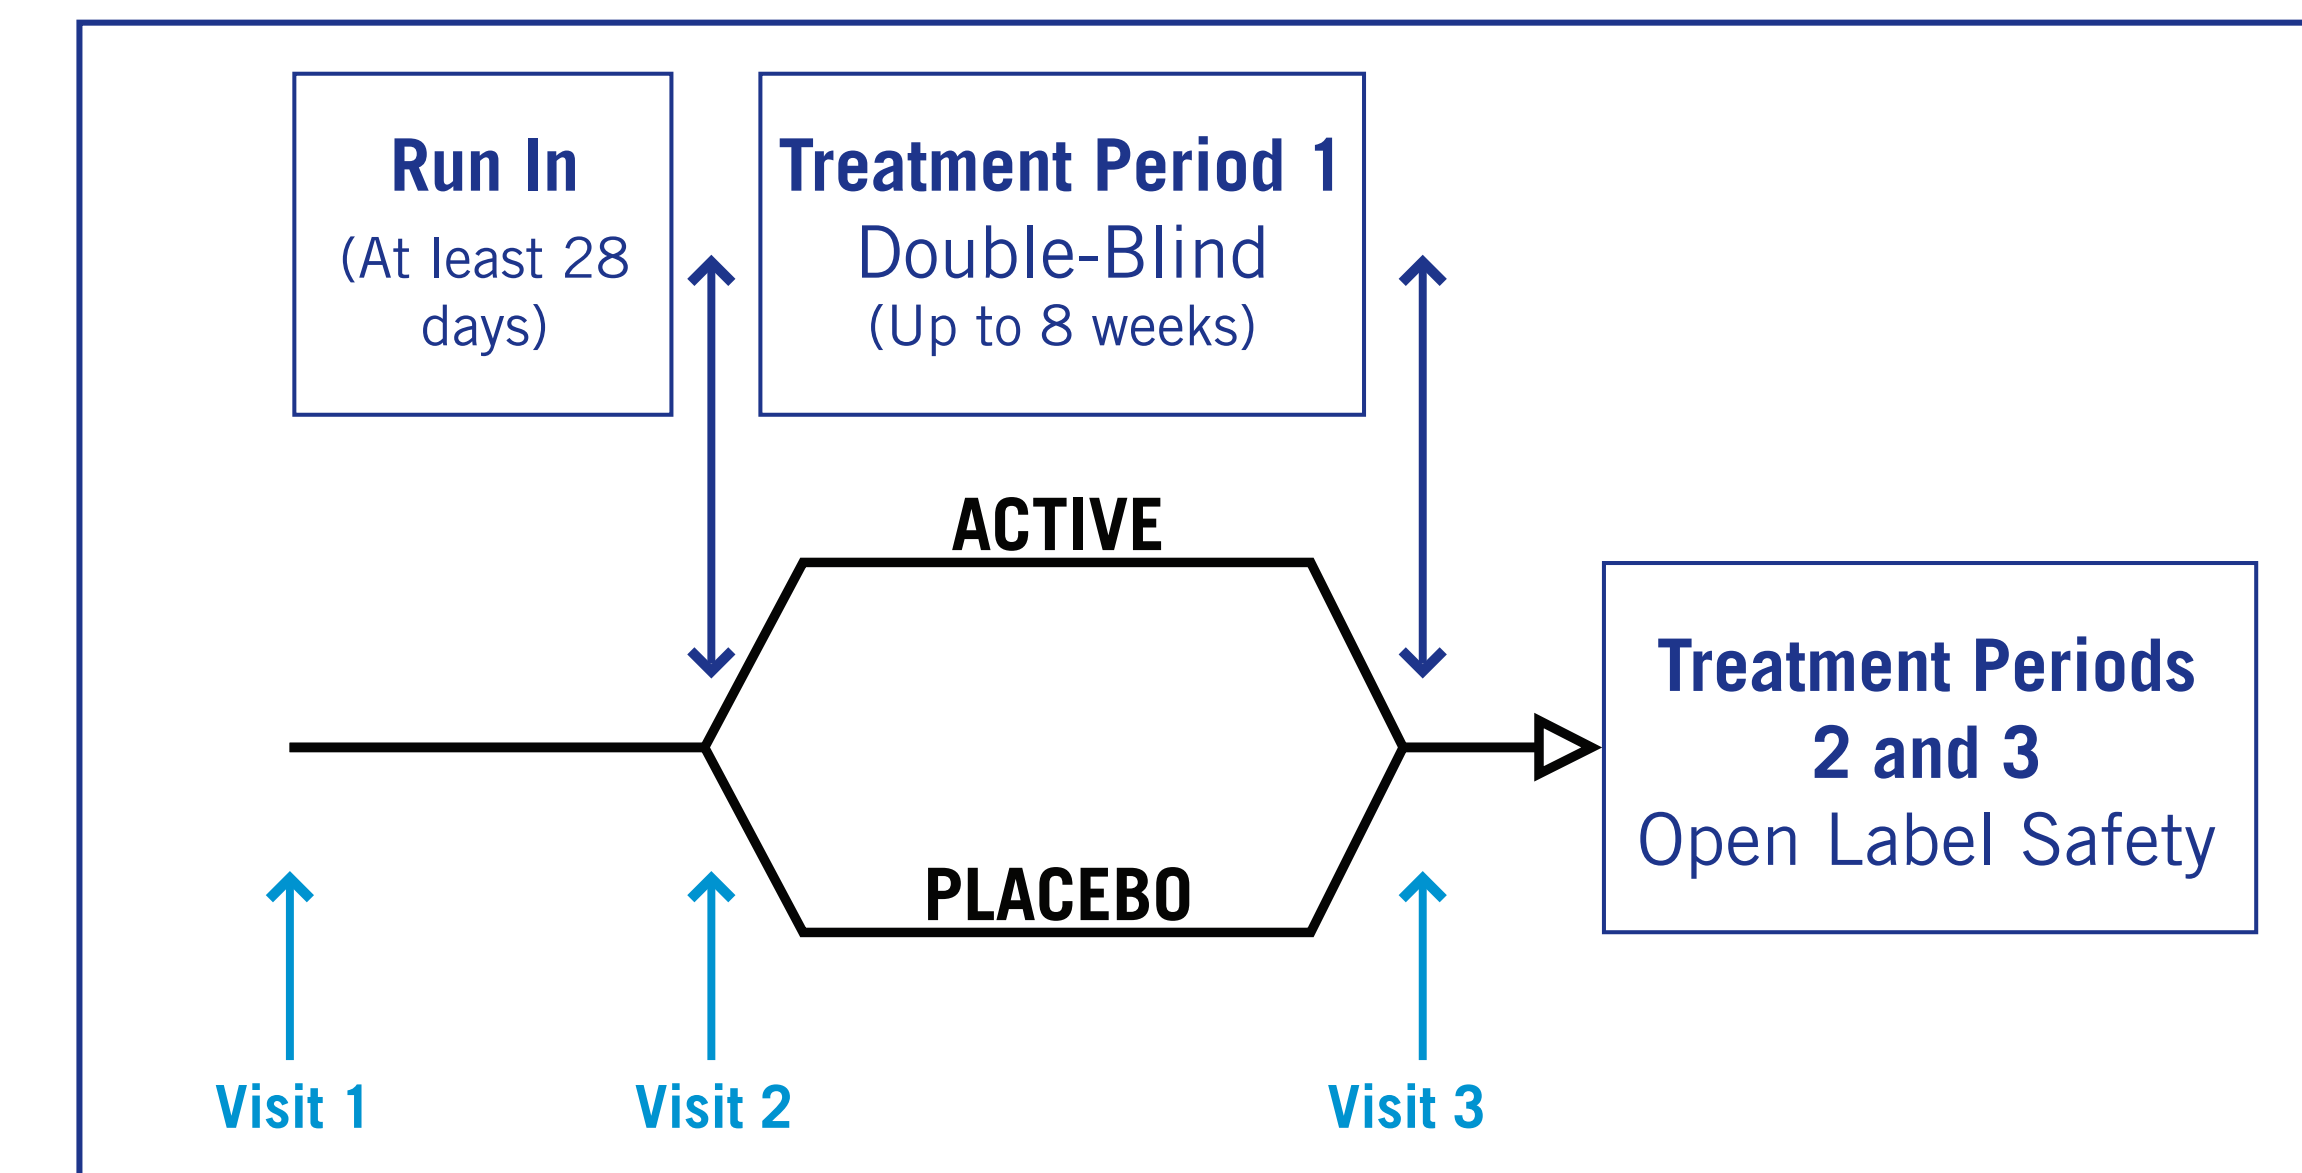 Run In
(At least 28
days)
Treatment Period 1
Double-Blind
(Up to 8 weeks)
ACTIVE
PLACEBO
Treatment Periods
2 and 3
Open Label Safety
Visit 1
Visit 2
Visit 3